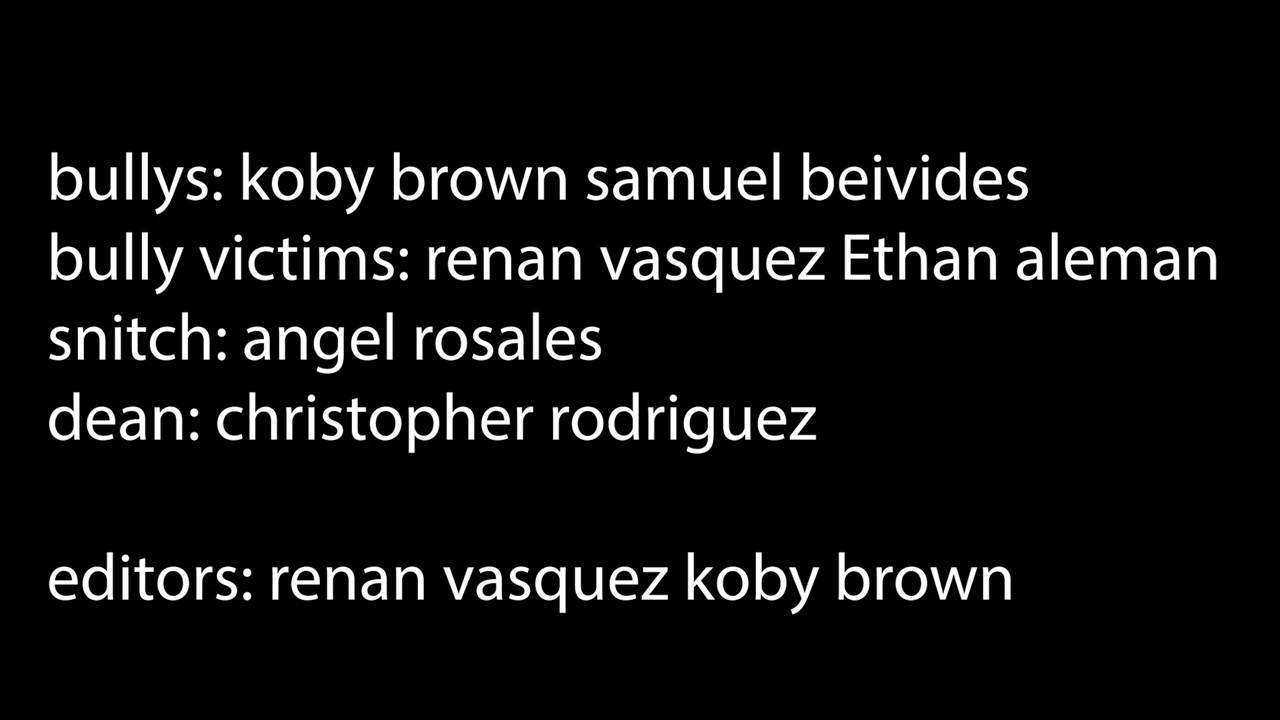 bullys: koby brown samuel beivides
bully victims: renan vasquez Ethan aleman
snitch: angel rosales
dean: christopher rodriguez
editors: renan vasquez koby brown